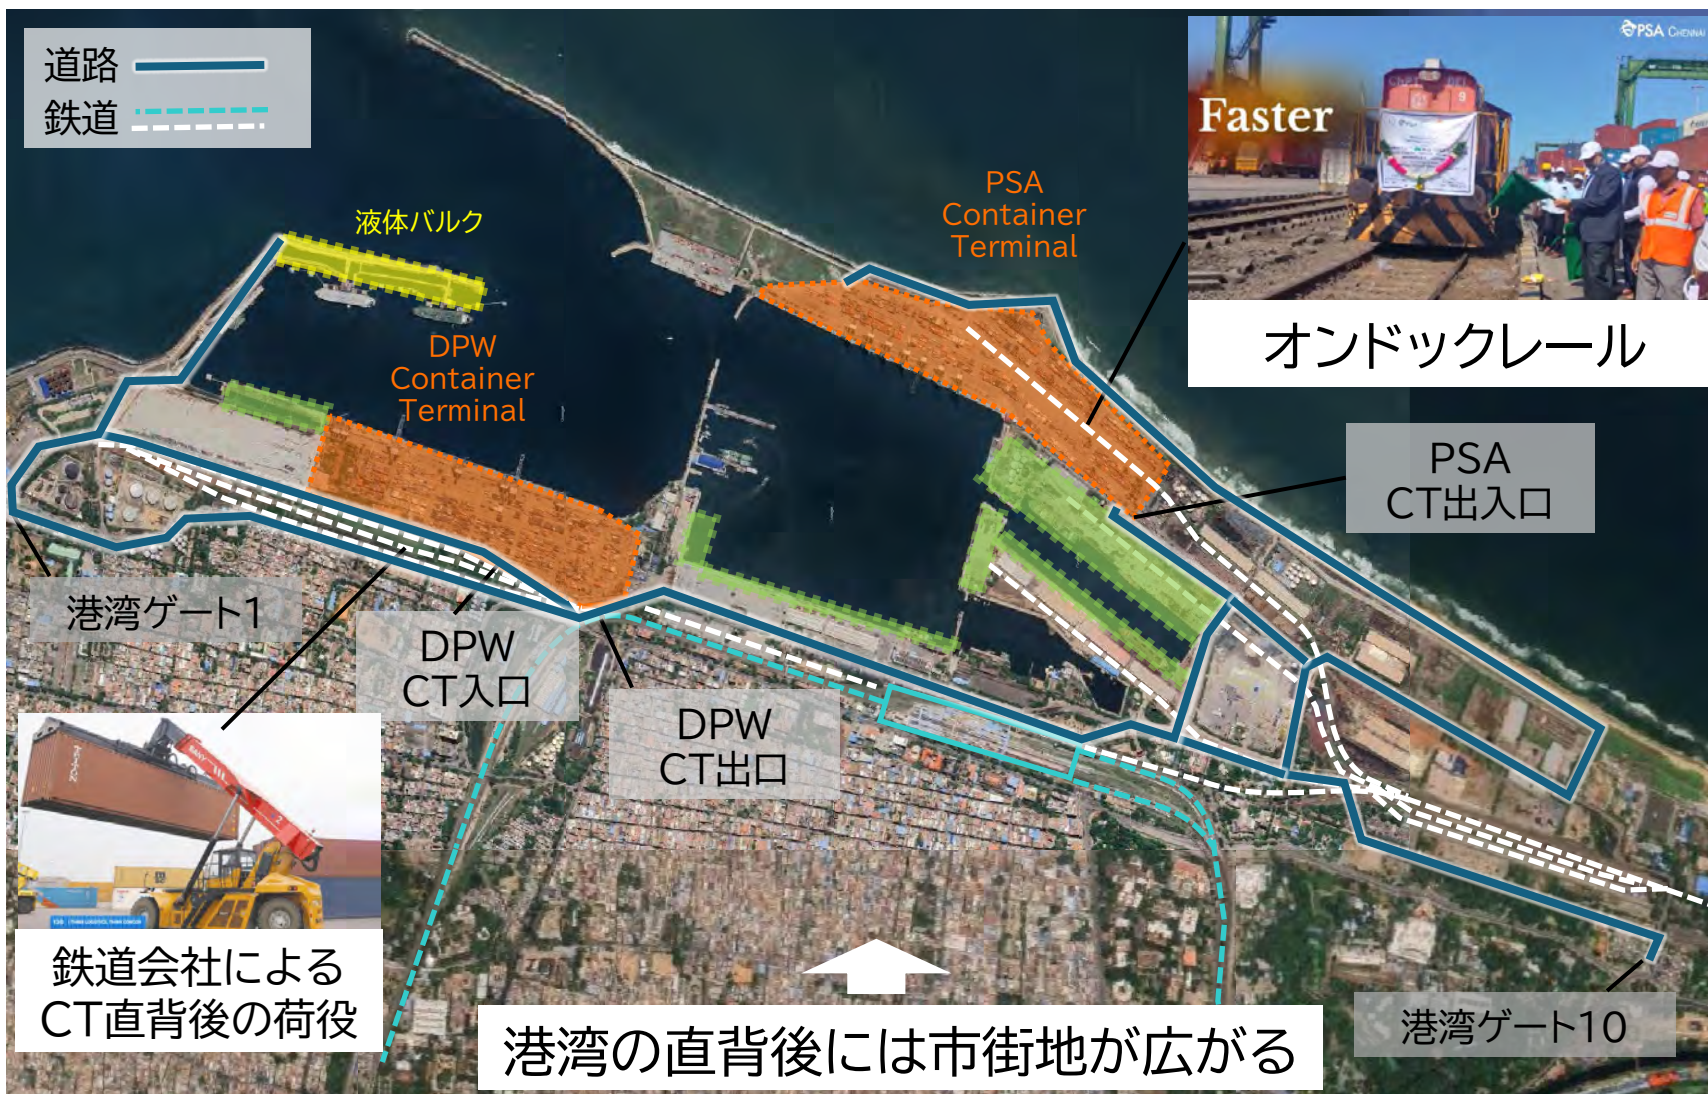 道路
鉄道
液体バルク
PSA
Container
Terminal
DPW
Container
Terminal
PSA CHENNAI
Faster
オンドックレール
PSA
CT出入口
港湾ゲート1
DPW
CT入口
DPW
CT出口
鉄道会社による
CT直背後の荷役
港湾の直背後には市街地が広がる
港湾ゲート10